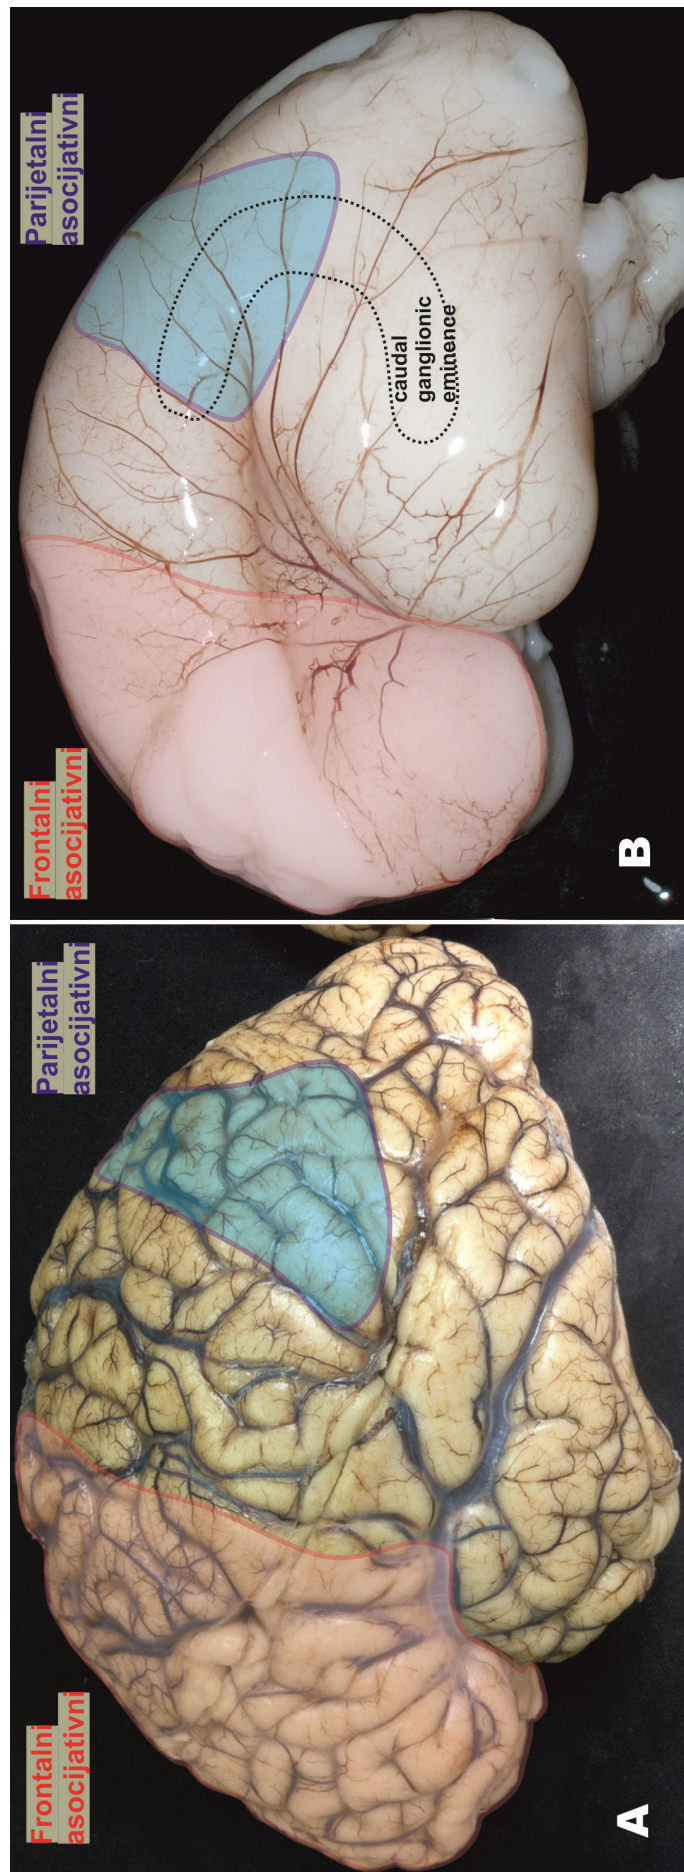 Frontalni
asocijativni
Parijetalni
asocijativni
A
Frontalni
asocijativni
Parijetalni
asocijativni
caudal
ganglionic
eminence
B